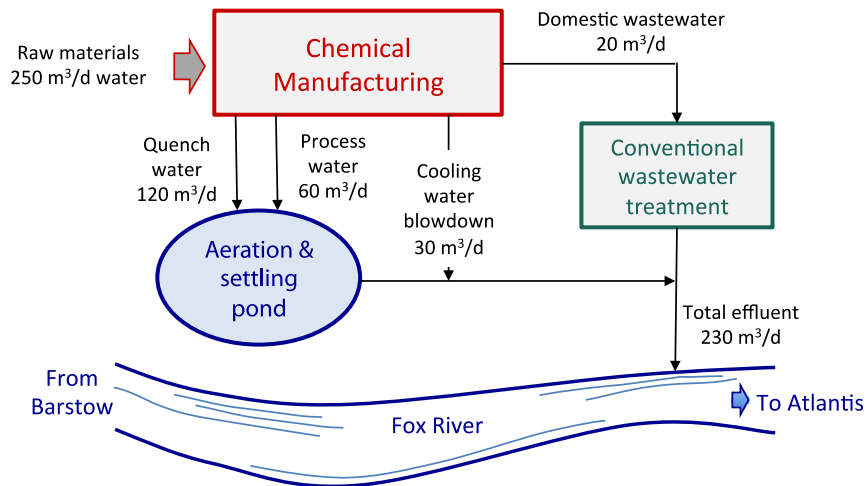 Raw materials
250 m³/d water
Chemical
Manufacturing
Domestic wastewater
20 m³/d
Quench
water
120 m³/d
Process
water
60 m³/d
Cooling
water
blowdown
30 m³/d
Conventional
wastewater
treatment
Aeration &
settling
pond
Total effluent
230 m³/d
From
Barstow
Fox River
To Atlantis